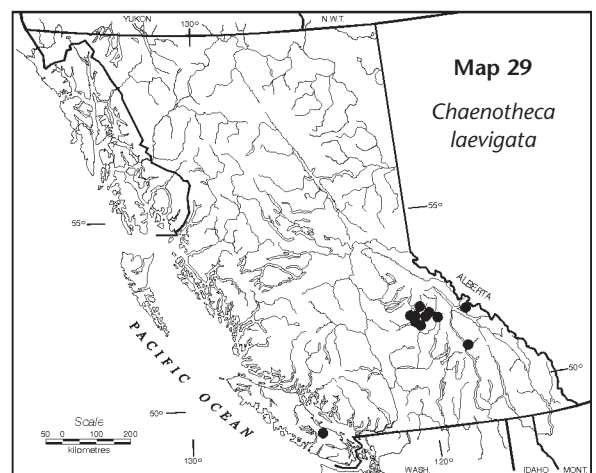 YUKON
130°
N.W.T.
Map 29
Chaenotheca
laevigata
55°
55°
ALBERTA
PACIFIC OCEAN
50°
50°
Scale
50 0 100 200
kilometres
130°
120°
WASH.
IDAHO
MONT.